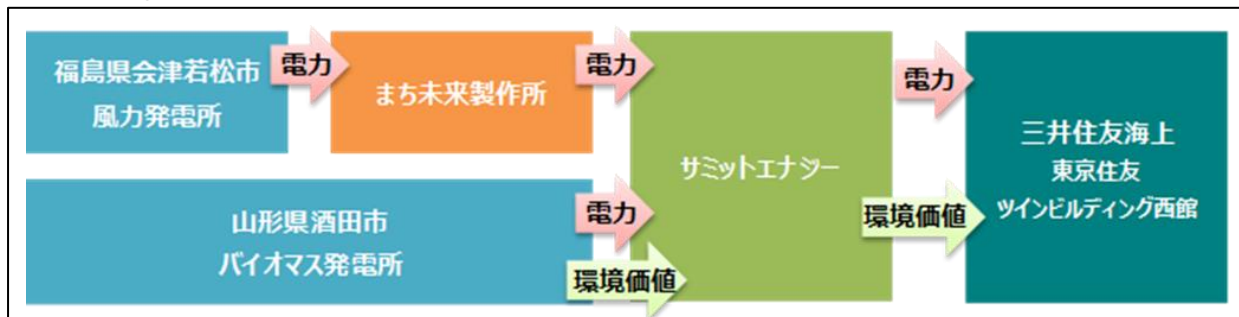 福島県会津若松市
風力発電所
電力
まち未来製作所
電力
サミットエナジー
電力
三井住友海上
東京住友
ツインビルディング西館
山形県酒田市
バイオマス発電所
電力
環境価値
環境価値